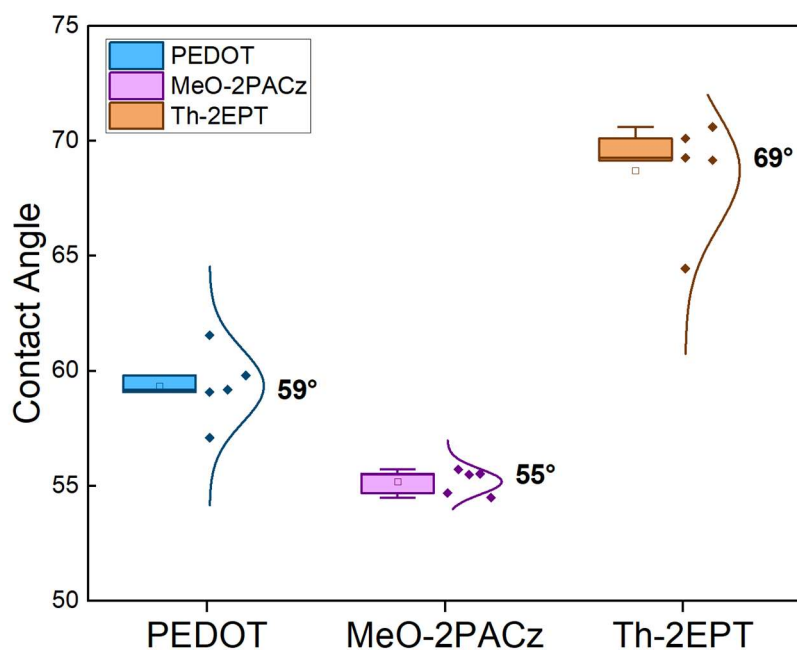 75
70
65
60
55
50
Contact Angle
PEDOT
MeO-2PACz
Th-2EPT
59°
55°
69°
PEDOT
MeO-2PACz
Th-2EPT